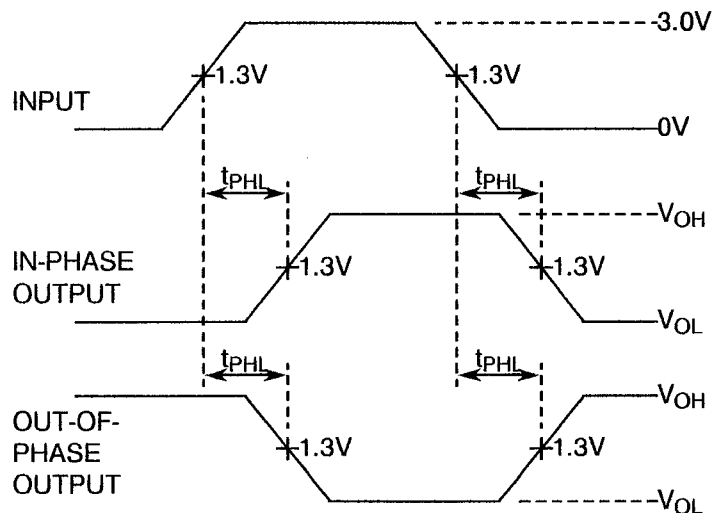 3.0V
1.3V
1.3V
INPUT
0V
tPHL
tPHL
VOH
IN-PHASE
OUTPUT
1.3V
1.3V
VOL
tPHL
tPHL
VOH
OUT-OF-
PHASE
OUTPUT
1.3V
1.3V
VOL